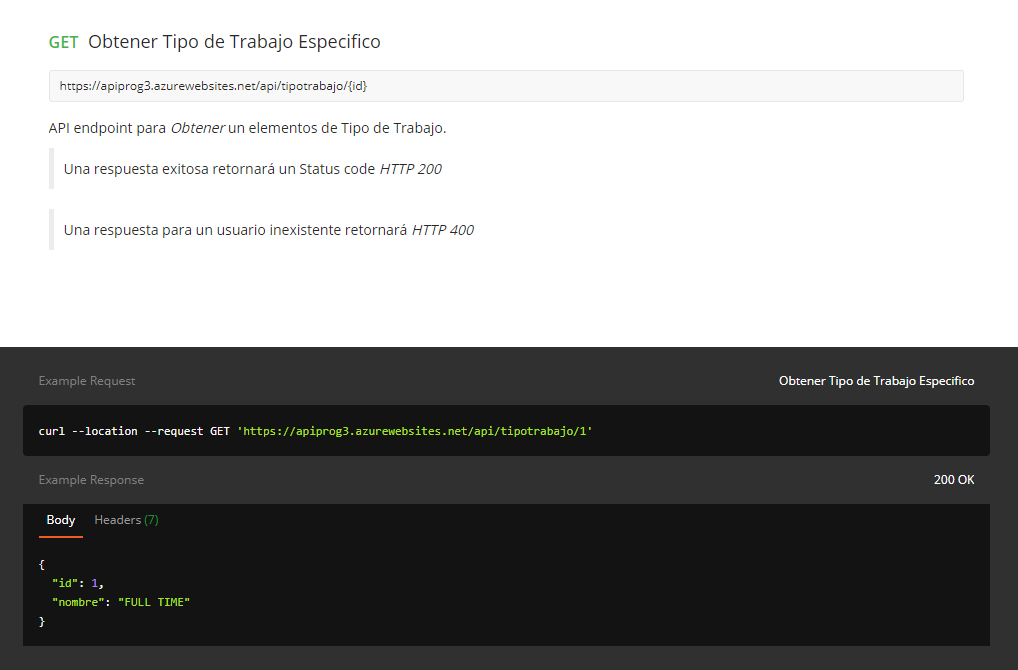 GET Obtener Tipo de Trabajo Especifico
https://apiprog3.azurewebsites.net/api/tipotrabajo/{id}
API endpoint para Obtener un elementos de Tipo de Trabajo.
Una respuesta exitosa retornará un Status code HTTP 200
Una respuesta para un usuario inexistente retornará HTTP 400
Example Request
Obtener Tipo de Trabajo Especifico
curl --location --request GET 'https://apiprog3.azurewebsites.net/api/tipotrabajo/1'
Example Response
200 OK
Body Headers (7)
{
"id": 1,
"nombre": "FULL TIME"
}